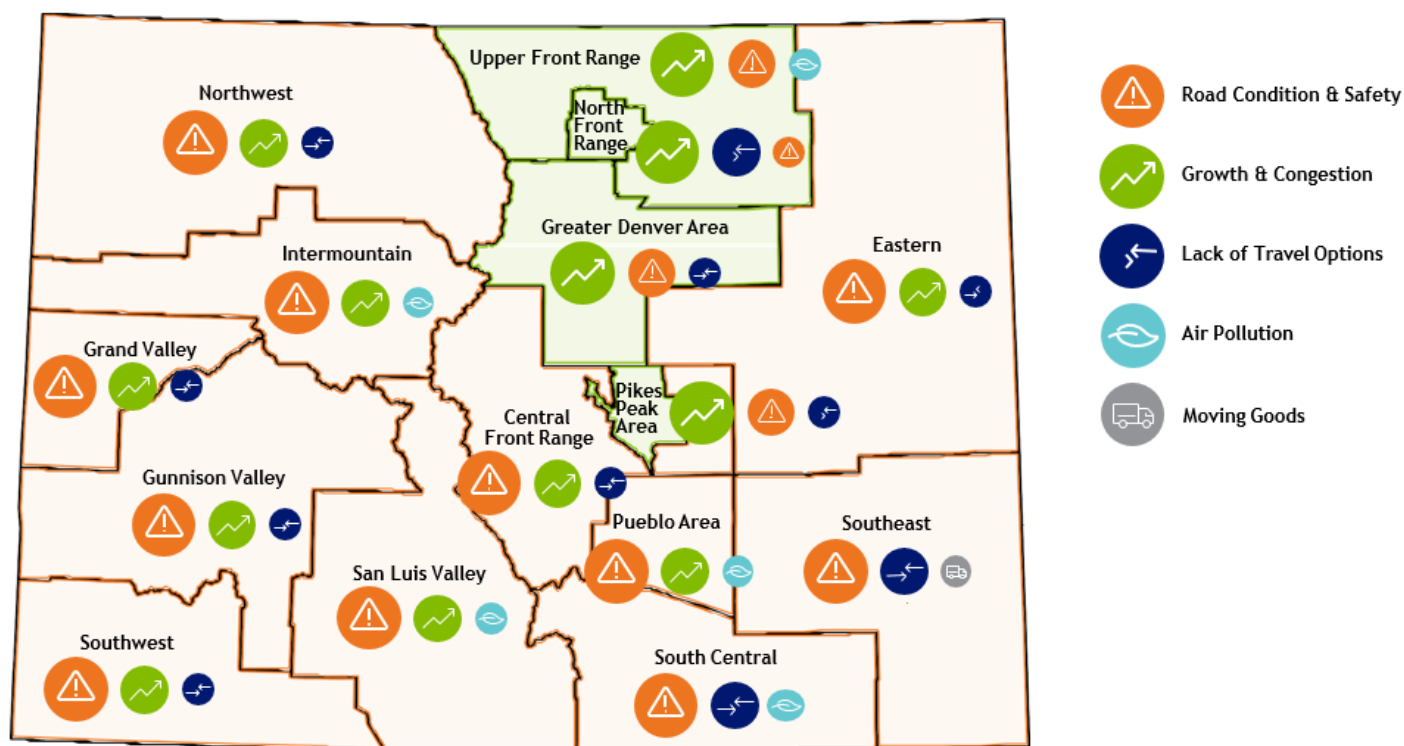 Upper Front Range
Northwest
North
Front
Range
Greater Denver Area
Intermountain
Eastern
Grand Valley
Pikes
Peak
Area
Central
Front Range
Gunnison Valley
Pueblo Area
Southeast
San Luis Valley
Southwest
South Central
Road Condition & Safety
Growth & Congestion
Lack of Travel Options
Air Pollution
Moving Goods